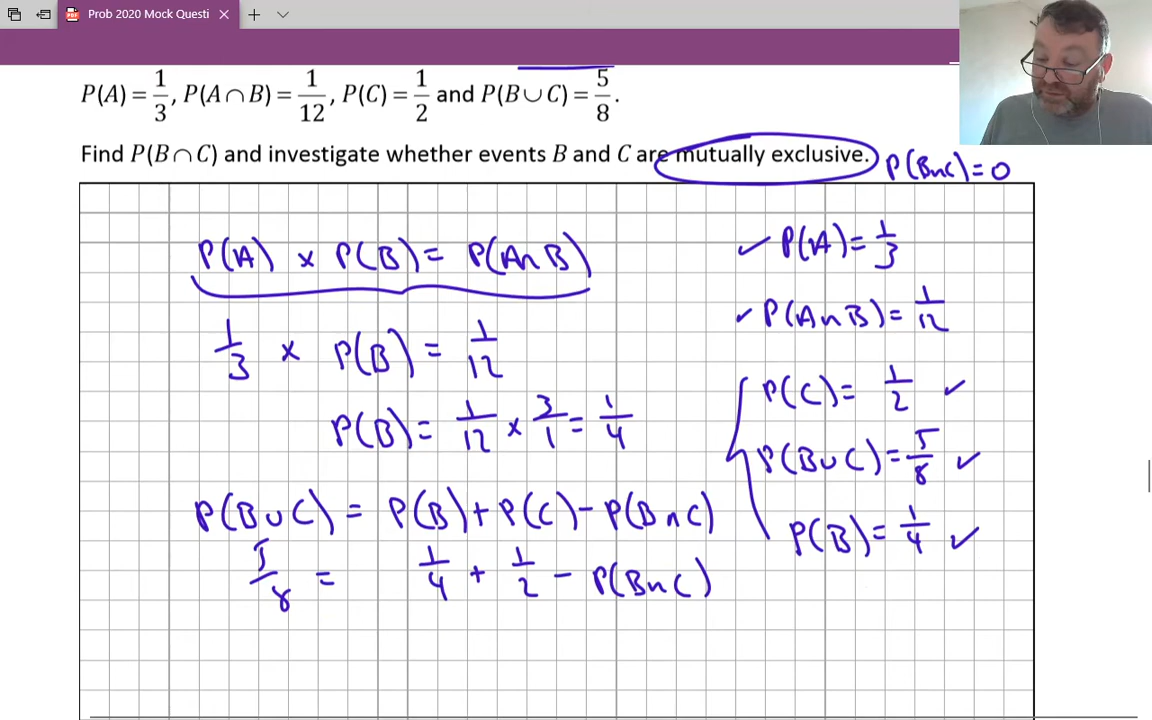 Prob 2020 Mock Questi
P(A) = 1/3, P(A∩B) = 1/12, P(C) = 1/2 and P(B∪C) = 5/8.
Find P(B∩C) and investigate whether events B and C are mutually exclusive. P(B∩C) = 0
P(A) × P(B) = P(A∩B)
1/3 × P(B) = 1/12
P(B) = 1/12 × 3/1 = 1/4
P(B∪C) = P(B) + P(C) − P(B∩C)
5/8 = 1/4 + 1/2 − P(B∩C)
✓ P(A) = 1/3
✓ P(A∩B) = 1/12
P(C) = 1/2 ✓
P(B∪C) = 5/8 ✓
P(B) = 1/4 ✓